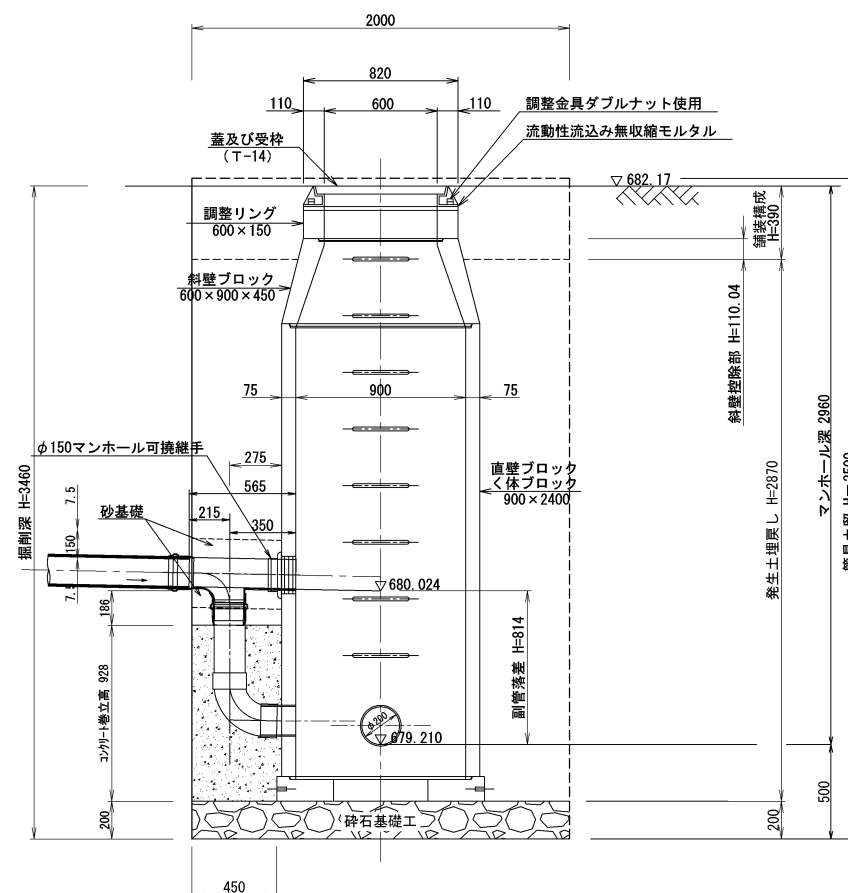 2000
820
110
600
110
調整金具ダブルナット使用
流動性流込み無収縮モルタル
蓋及び受枠
(T-14)
682.17
調整リング
600×150
舗装構成
H=390
斜壁ブロック
600×900×450
斜壁控除部 H=110.04
75
900
75
マンホール深 2960
φ150マンホール可撓継手
275
565
215
350
直壁ブロック
く体ブロック
900×2400
掘削深 H=3460
7.5
150
砂基礎
発生土埋戻し H=2870
680.024
186
副管落差 H=814
コンクリート巻立高 928
φ200
679.210
500
200
砕石基礎工
200
450